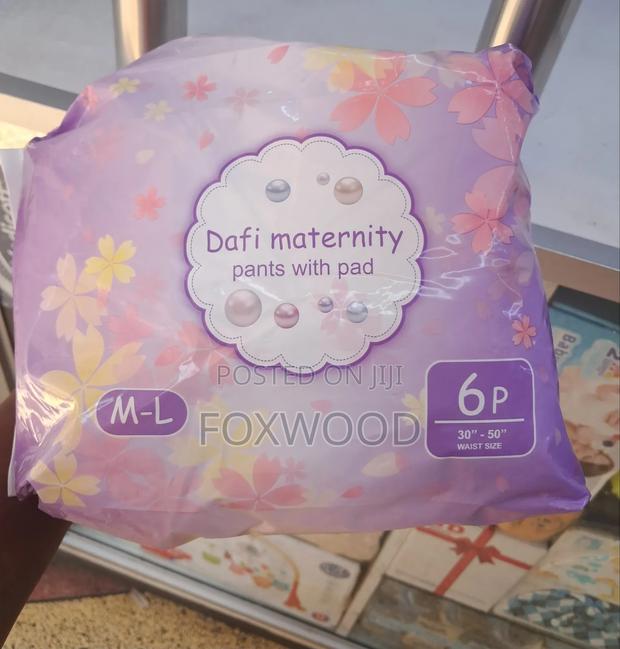 Dafi maternity
pants with pad
POSTED ON JIJI
FOXWOOD
M-L
6P
30" - 50"
WAIST SIZE